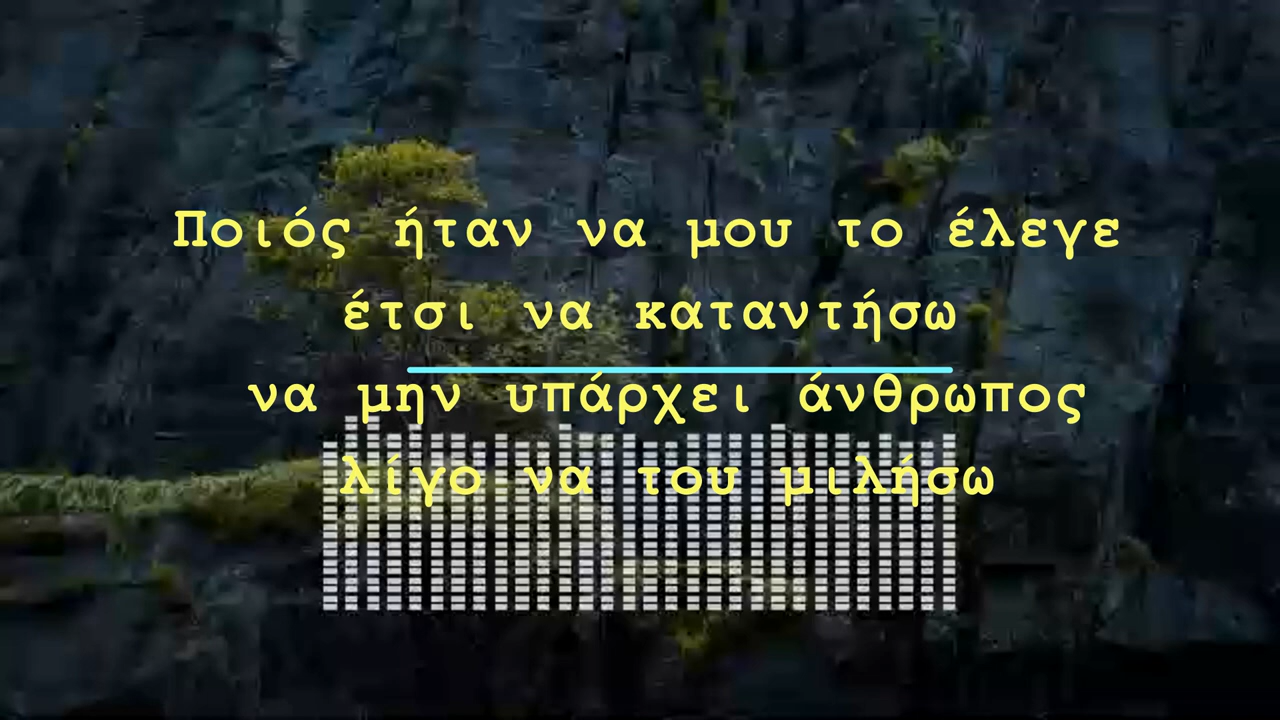 Ποιός ήταν να μου το έλεγε
έτσι να καταντήσω
να μην υπάρχει άνθρωπος
λίγο να του μιλήσω